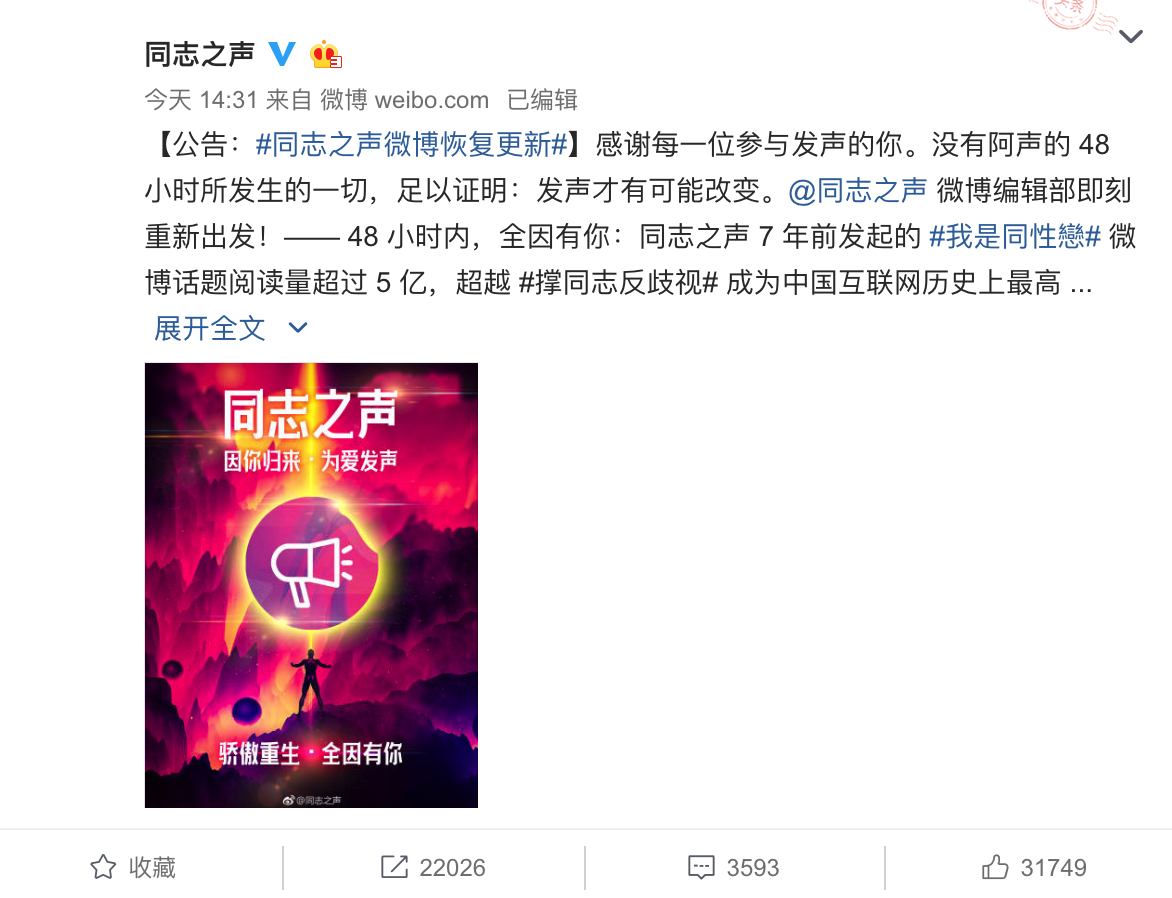 头条
同志之声
今天 14:31 来自 微博 weibo.com 已编辑
【公告：#同志之声微博恢复更新#】感谢每一位参与发声的你。没有阿声的 48
小时所发生的一切，足以证明：发声才有可能改变。@同志之声 微博编辑部即刻
重新出发！—— 48 小时内，全因有你：同志之声 7 年前发起的 #我是同性戀# 微
博话题阅读量超过 5 亿，超越 #撑同志反歧视# 成为中国互联网历史上最高 ...
展开全文
同志之声
因你归来·为爱发声
骄傲重生·全因有你
@同志之声
收藏
22026
3593
31749